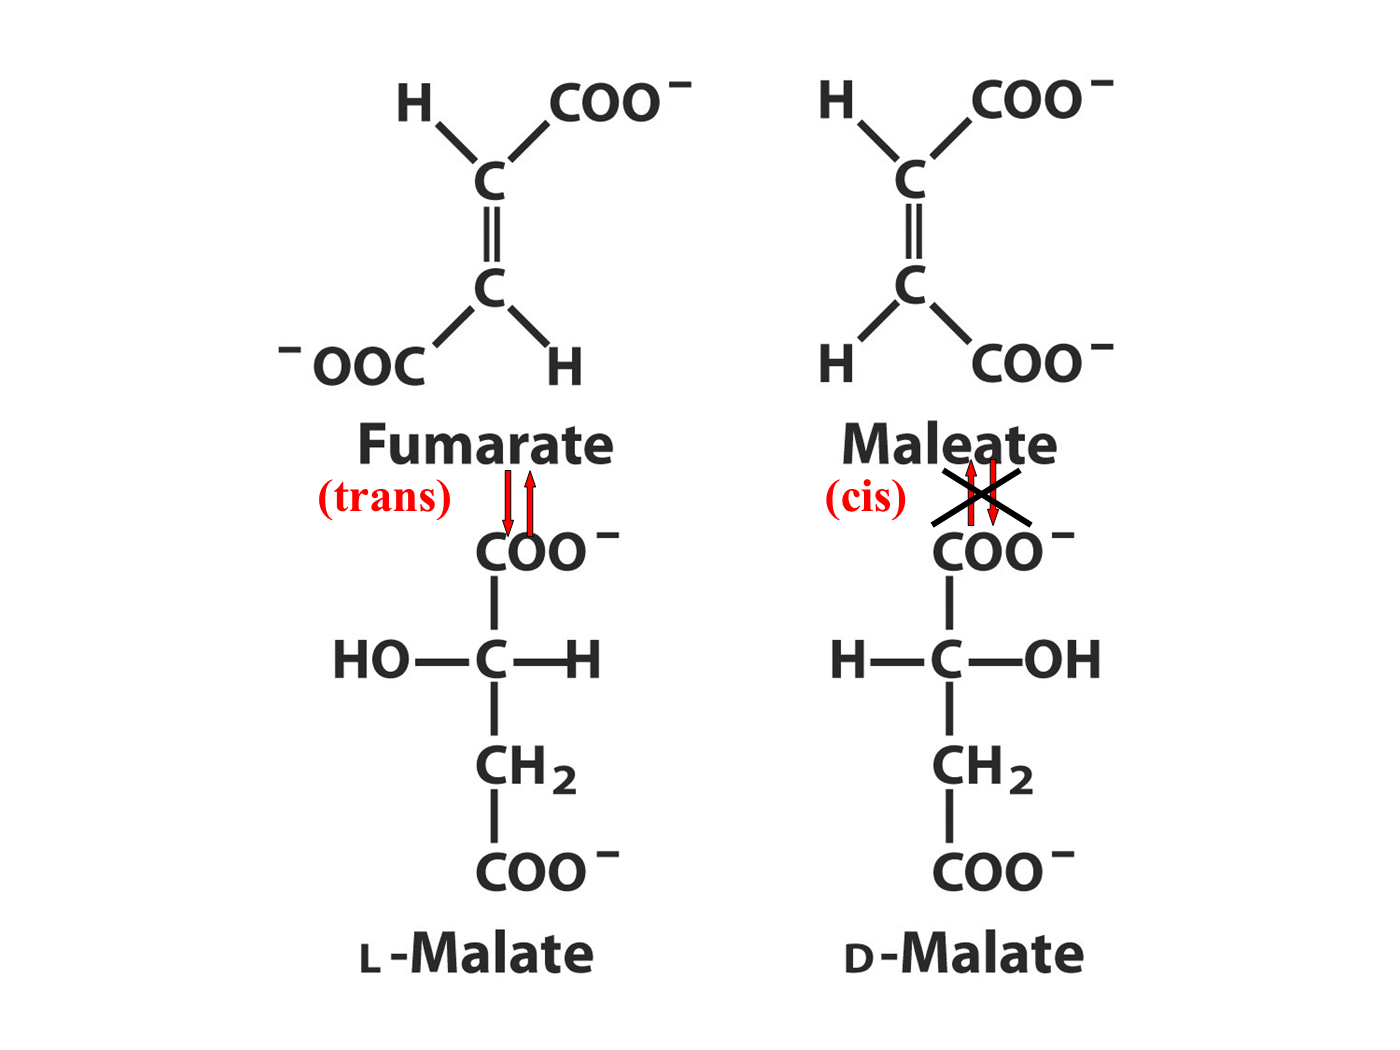 H COO⁻
C
C
⁻OOC H
Fumarate
(trans)
COO⁻
HO C H
CH₂
COO⁻
L-Malate
H COO⁻
C
C
H COO⁻
Maleate
(cis)
COO⁻
H C OH
CH₂
COO⁻
D-Malate